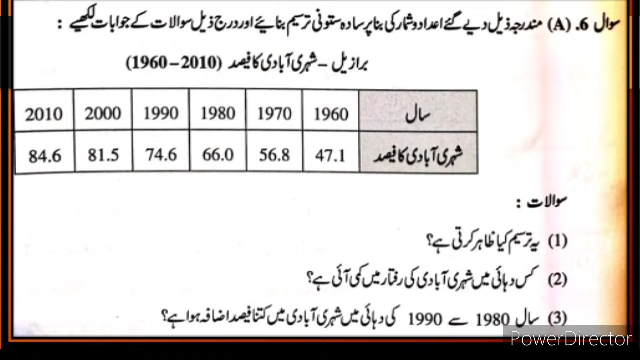 سوال 6. (A) مندرجہ ذیل دیے گئے اعداد و شمار کی بنا پر سادہ ستونی ترسیم بنائیے اور درج ذیل سوالات کے جوابات لکھیے :
برازیل – شہری آبادی کا فیصد (1960–2010)
سال 1960 1970 1980 1990 2000 2010
شہری آبادی کا فیصد 47.1 56.8 66.0 74.6 81.5 84.6
سوالات :
(1) یہ ترسیم کیا ظاہر کرتی ہے؟
(2) کس دہائی میں شہری آبادی کی رفتار میں کمی آئی ہے؟
(3) سال 1980 سے 1990 کی دہائی میں شہری آبادی میں کتنا فیصد اضافہ ہوا ہے؟
PowerDirector